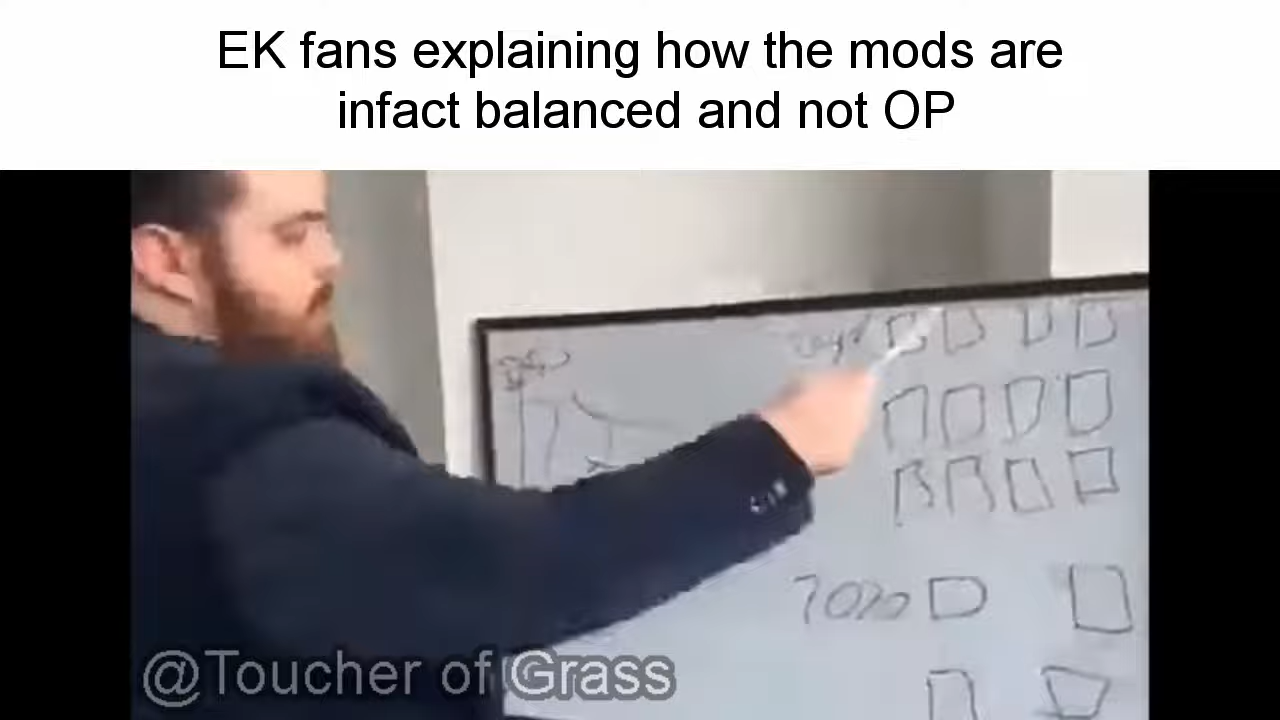 EK fans explaining how the mods are
infact balanced and not OP
@Toucher of Grass